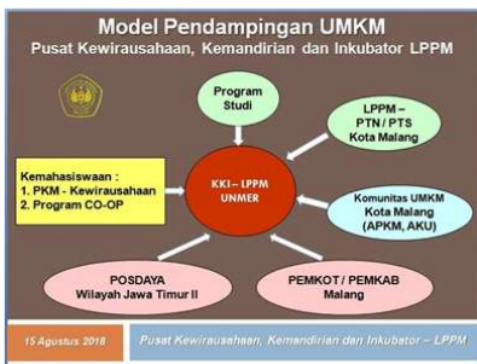 Model Pendampingan UMKM
Pusat Kewirausahaan, Kemandirian dan Inkubator LPPM
Program
Studi
LPPM –
PTN / PTS
Kota Malang
Kemahasiswaan :
1. PKM - Kewirausahaan
2. Program CO-OP
KKI – LPPM
UNMER
Komunitas UMKM
Kota Malang
(APKM, AKU)
POSDAYA
Wilayah Jawa Timur II
PEMKOT / PEMKAB
Malang
15 Agustus 2018
Pusat Kewirausahaan, Kemandirian dan Inkubator – LPPM